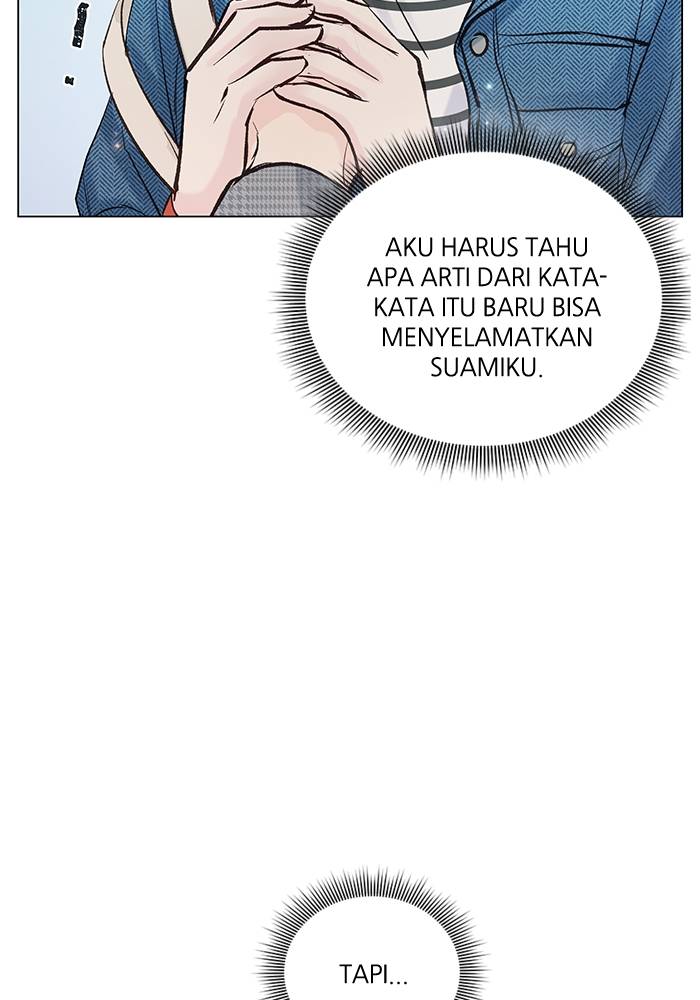 AKU HARUS TAHU
APA ARTI DARI KATA-
KATA ITU BARU BISA
MENYELAMATKAN
SUAMIKU.
TAPI...